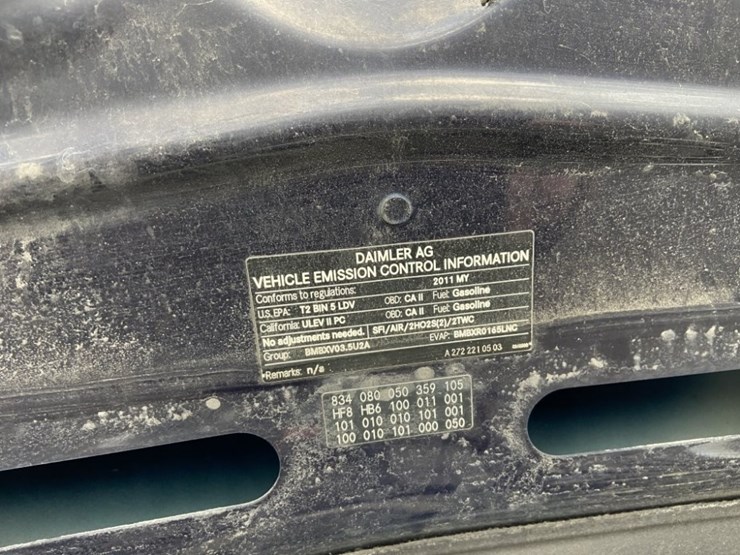 DAIMLER AG
VEHICLE EMISSION CONTROL INFORMATION
Conforms to regulations: 2011 MY
U.S. EPA: T2 BIN 5 LDV OBD: CA II Fuel: Gasoline
California: ULEV II PC OBD: CA II Fuel: Gasoline
No adjustments needed. SFI/AIR/2HO2S(2)/2TWC
Group: BMBXV03.5U2A EVAP: BMBXR0165LNC
Remarks: n/a A 272 221 05 03
834 080 050 359 105
HF8 HB6 100 011 001
101 010 010 101 001
100 010 101 000 050